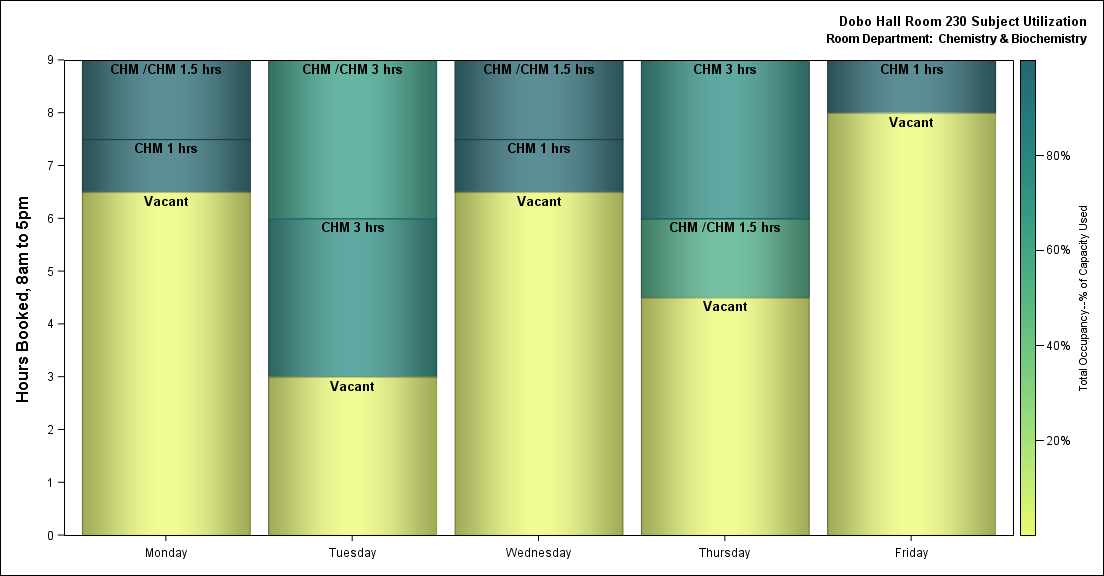 Dobo Hall Room 230 Subject Utilization
Room Department: Chemistry & Biochemistry
Hours Booked, 8am to 5pm
9
8
7
6
5
4
3
2
1
0
CHM /CHM 1.5 hrs
CHM 1 hrs
Vacant
CHM /CHM 3 hrs
CHM 3 hrs
Vacant
CHM /CHM 1.5 hrs
CHM 1 hrs
Vacant
CHM 3 hrs
CHM /CHM 1.5 hrs
Vacant
CHM 1 hrs
Vacant
Monday
Tuesday
Wednesday
Thursday
Friday
80%
60%
40%
20%
Total Occupancy--% of Capacity Used